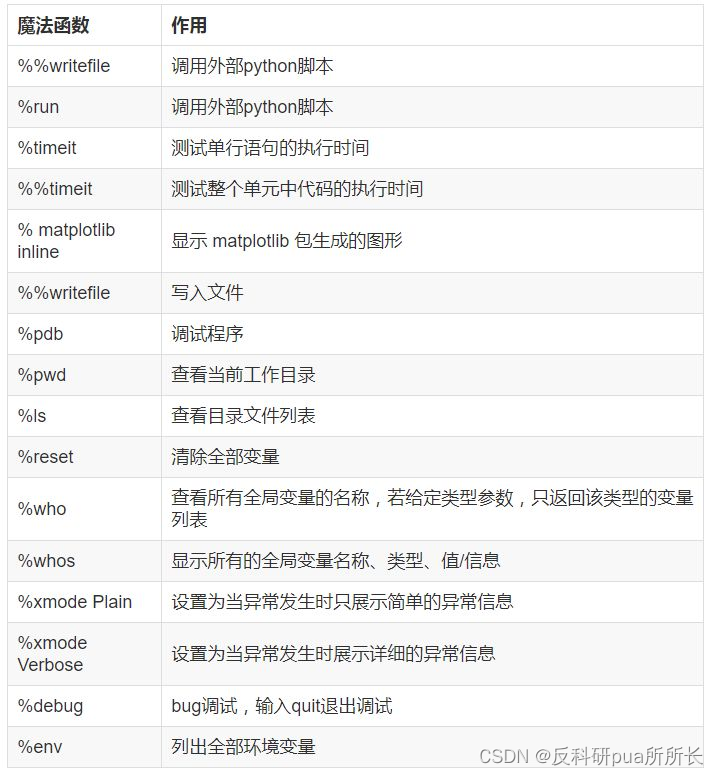 魔法函数 作用
%%writefile 调用外部python脚本
%run 调用外部python脚本
%timeit 测试单行语句的执行时间
%%timeit 测试整个单元中代码的执行时间
% matplotlib
inline
显示 matplotlib 包生成的图形
%%writefile 写入文件
%pdb 调试程序
%pwd 查看当前工作目录
%ls 查看目录文件列表
%reset 清除全部变量
%who
查看所有全局变量的名称，若给定类型参数，只返回该类型的变量
列表
%whos 显示所有的全局变量名称、类型、值/信息
%xmode Plain 设置为当异常发生时只展示简单的异常信息
%xmode
Verbose
设置为当异常发生时展示详细的异常信息
%debug bug调试，输入quit退出调试
%env 列出全部环境变量
CSDN @反科研pua所所长